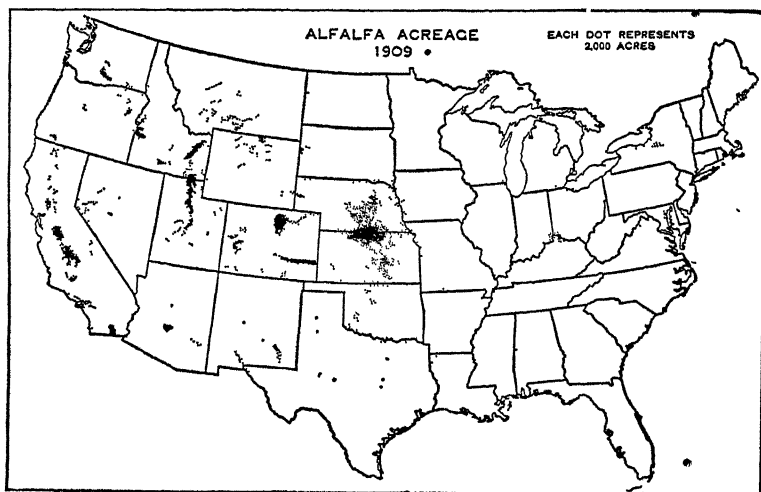 ALFALFA ACREAGE
1909
EACH DOT REPRESENTS
2,000 ACRES